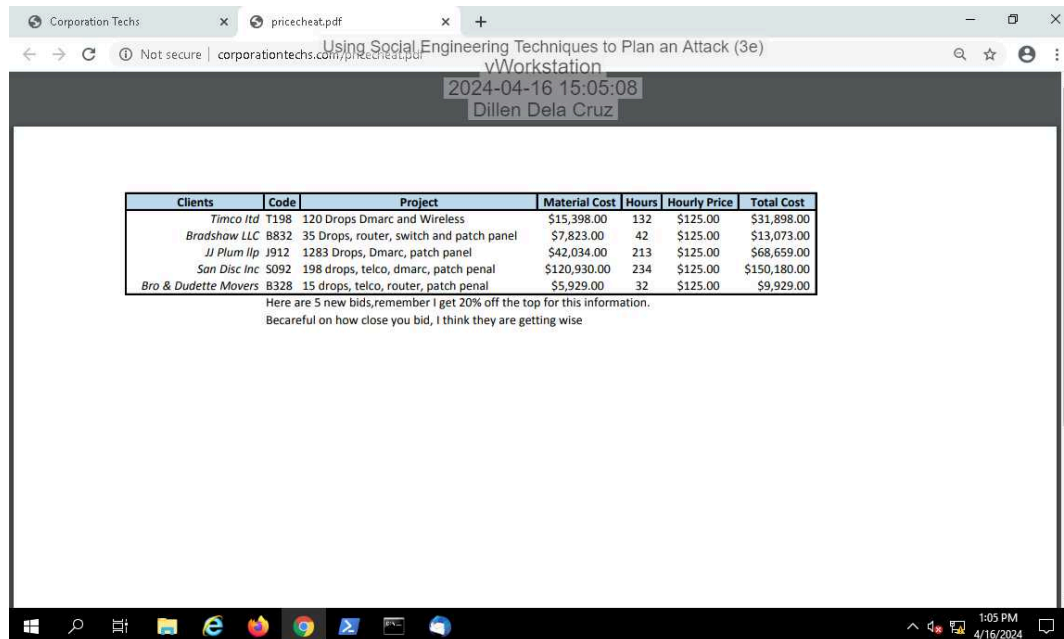 Corporation Techs
pricecheat.pdf
Not secure | corporationtechs.com/pricecheat.pdf
Using Social Engineering Techniques to Plan an Attack (3e)
vWorkstation
2024-04-16 15:05:08
Dillen Dela Cruz
Clients Code Project Material Cost Hours Hourly Price Total Cost
Timco ltd T198 120 Drops Dmarc and Wireless $15,398.00 132 $125.00 $31,898.00
Bradshaw LLC B832 35 Drops, router, switch and patch panel $7,823.00 42 $125.00 $13,073.00
JJ Plum llp J912 1283 Drops, Dmarc, patch panel $42,034.00 213 $125.00 $68,659.00
San Disc Inc S092 198 drops, telco, dmarc, patch penal $120,930.00 234 $125.00 $150,180.00
Bro & Dudette Movers B328 15 drops, telco, router, patch penal $5,929.00 32 $125.00 $9,929.00
Here are 5 new bids,remember I get 20% off the top for this information.
Becareful on how close you bid, I think they are getting wise
1:05 PM
4/16/2024